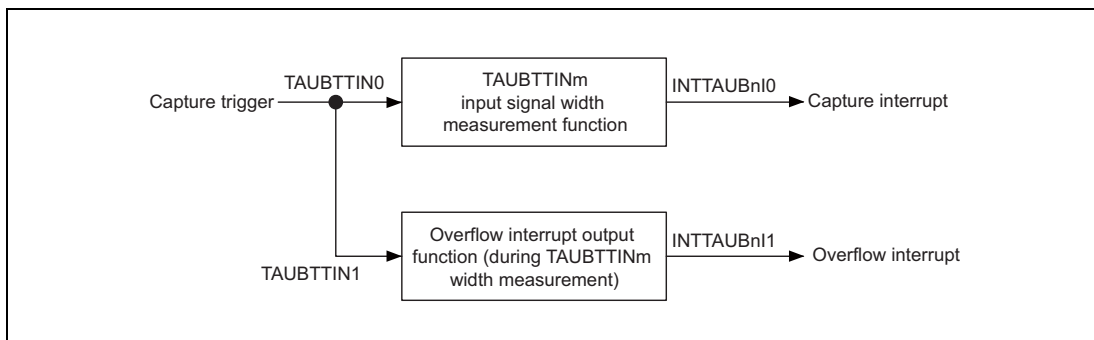 Capture trigger
TAUBTTIN0
TAUBTTINm
input signal width
measurement function
INTTAUBnI0
Capture interrupt
TAUBTTIN1
Overflow interrupt output
function (during TAUBTTINm
width measurement)
INTTAUBnI1
Overflow interrupt